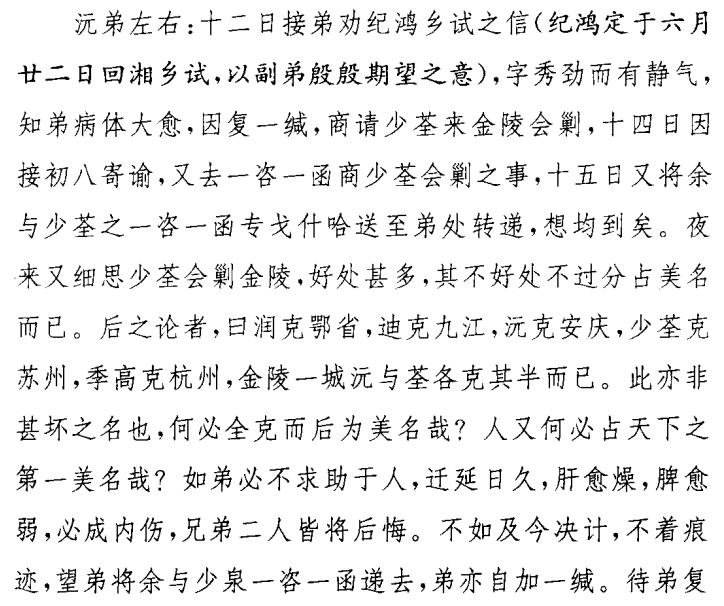 沅弟左右:十二日接弟劝纪鸿乡试之信(纪鸿定于六月
廿二日回湘乡试,以副弟殷殷期望之意),字秀劲而有静气,
知弟病体大愈,因复一缄,商请少荃来金陵会剿,十四日因
接初八寄谕,又去一咨一函商少荃会剿之事,十五日又将余
与少荃之一咨一函专戈什哈送至弟处转递,想均到矣。夜
来又细思少荃会剿金陵,好处甚多,其不好处不过分占美名
而已。后之论者,曰润克鄂省,迪克九江,沅克安庆,少荃克
苏州,季高克杭州,金陵一城沅与荃各克其半而已。此亦非
甚坏之名也,何必全克而后为美名哉?人又何必占天下之
第一美名哉?如弟必不求助于人,迁延日久,肝愈燥,脾愈
弱,必成内伤,兄弟二人皆将后悔。不如及今决计,不着痕
迹,望弟将余与少泉一咨一函递去,弟亦自加一缄。待弟复